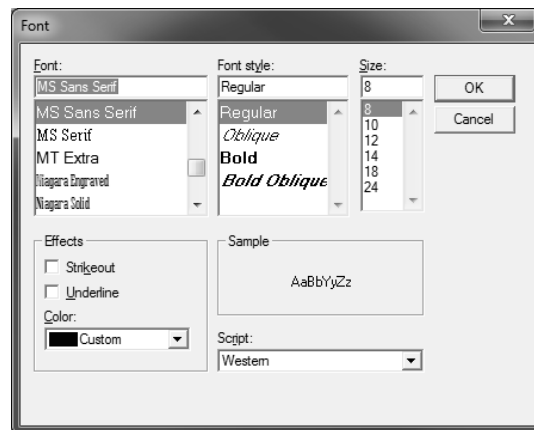 Font
x
Font:
MS Sans Serif
MS Sans Serif
MS Serif
MT Extra
Niagara Engraved
Niagara Solid
Font style:
Regular
Regular
Oblique
Bold
Bold Oblique
Size:
8
8
10
12
14
18
24
OK
Cancel
Effects
Strikeout
Underline
Color:
Custom
Sample
AaBbYyZz
Script:
Western